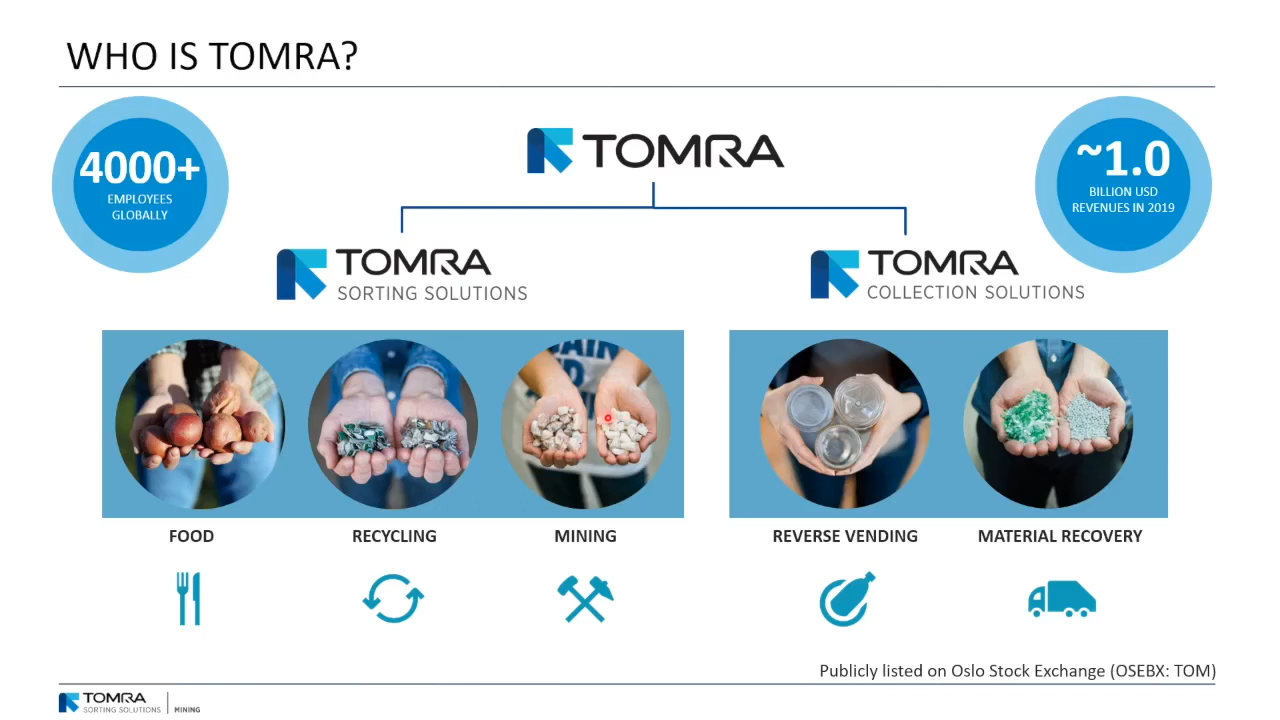 WHO IS TOMRA?
4000+
EMPLOYEES
GLOBALLY
TOMRA
~1.0
BILLION USD
REVENUES IN 2019
TOMRA
SORTING SOLUTIONS
TOMRA
COLLECTION SOLUTIONS
FOOD
RECYCLING
MINING
REVERSE VENDING
MATERIAL RECOVERY
Publicly listed on Oslo Stock Exchange (OSEBX: TOM)
TOMRA
SORTING SOLUTIONS
MINING